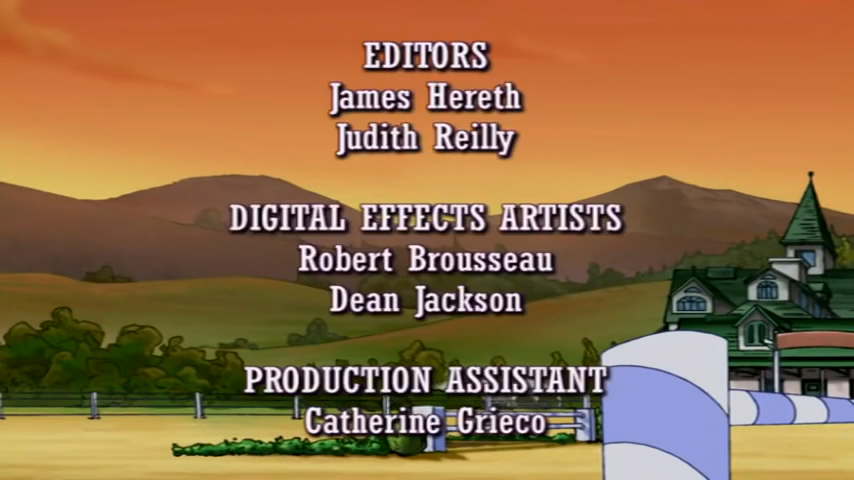 EDITORS
James Hereth
Judith Reilly
DIGITAL EFFECTS ARTISTS
Robert Brousseau
Dean Jackson
PRODUCTION ASSISTANT
Catherine Grieco